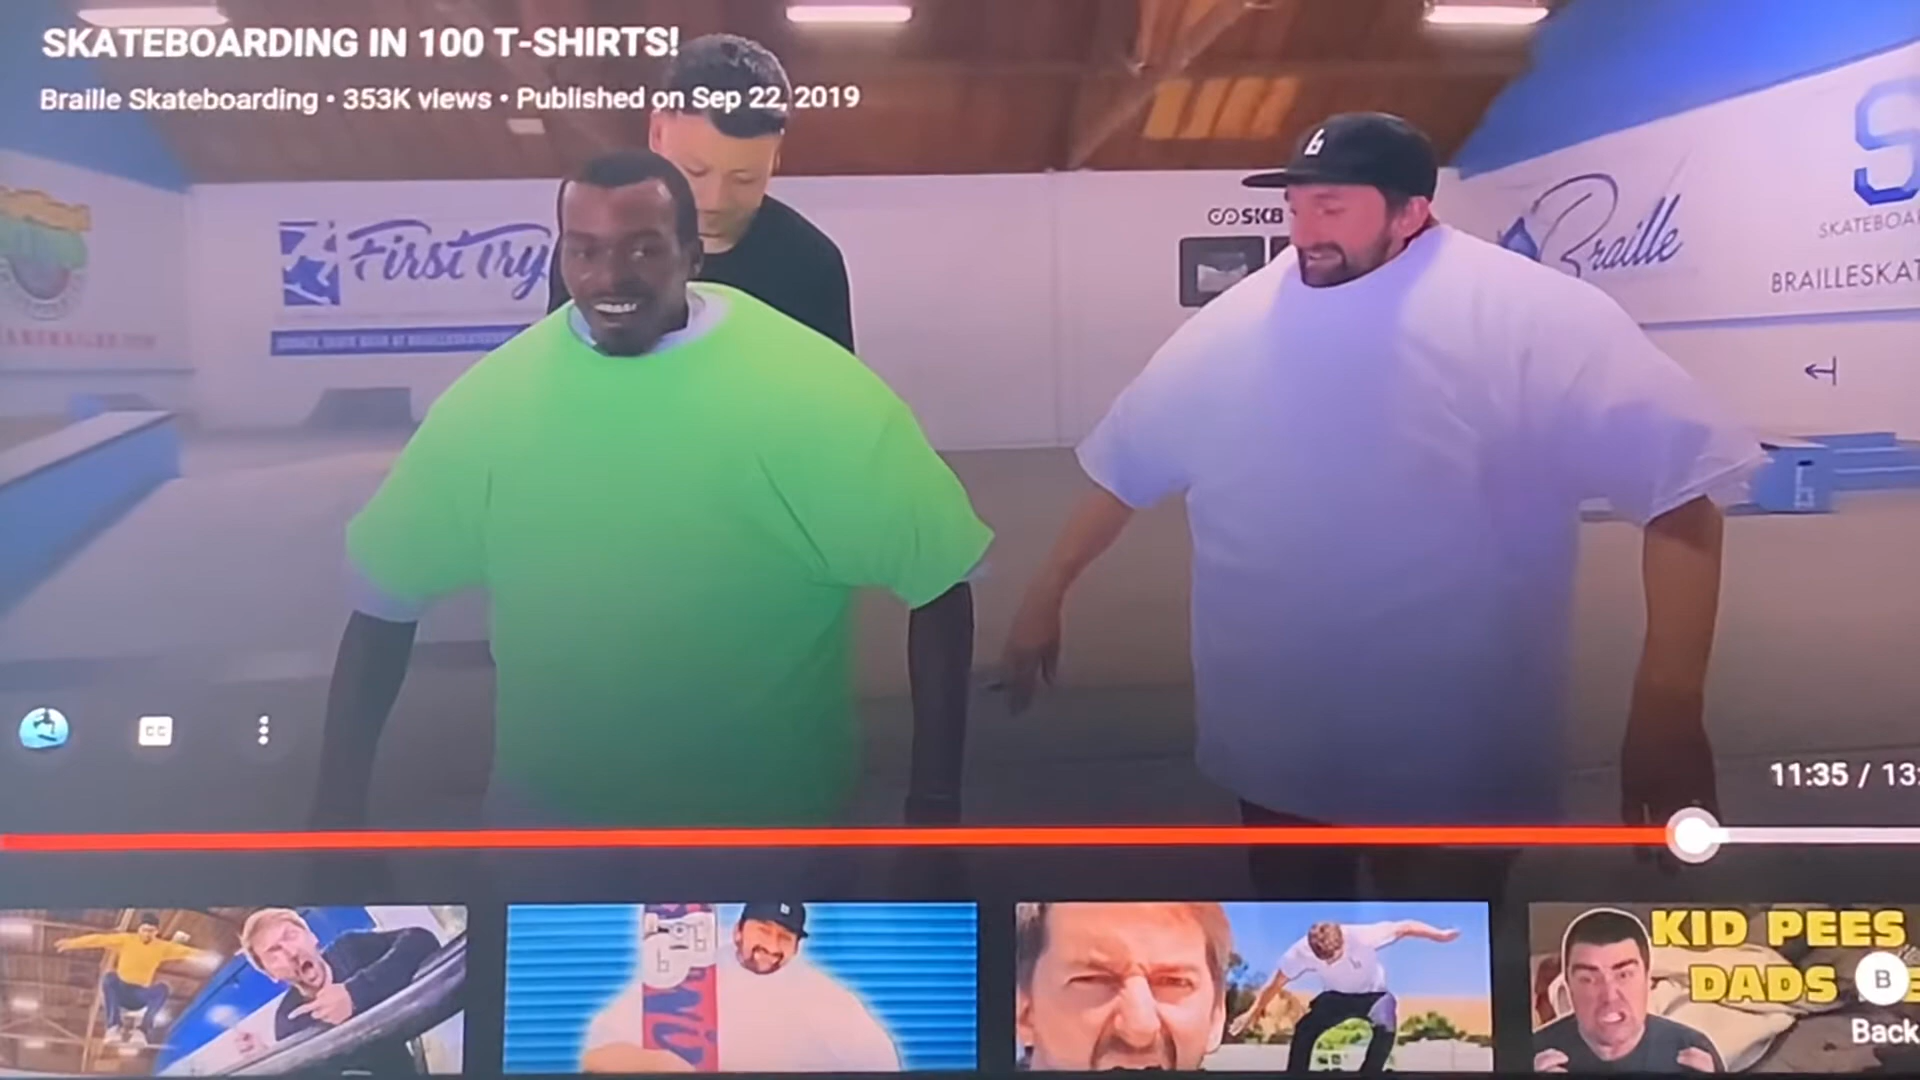 SKATEBOARDING IN 100 T-SHIRTS!
Braille Skateboarding • 353K views • Published on Sep 22, 2019
First Try
SKB
Braille
S
SKATEBOA
BRAILLESKAT
b
CC
11:35 / 13:
KID PEES
DADS
B
Back